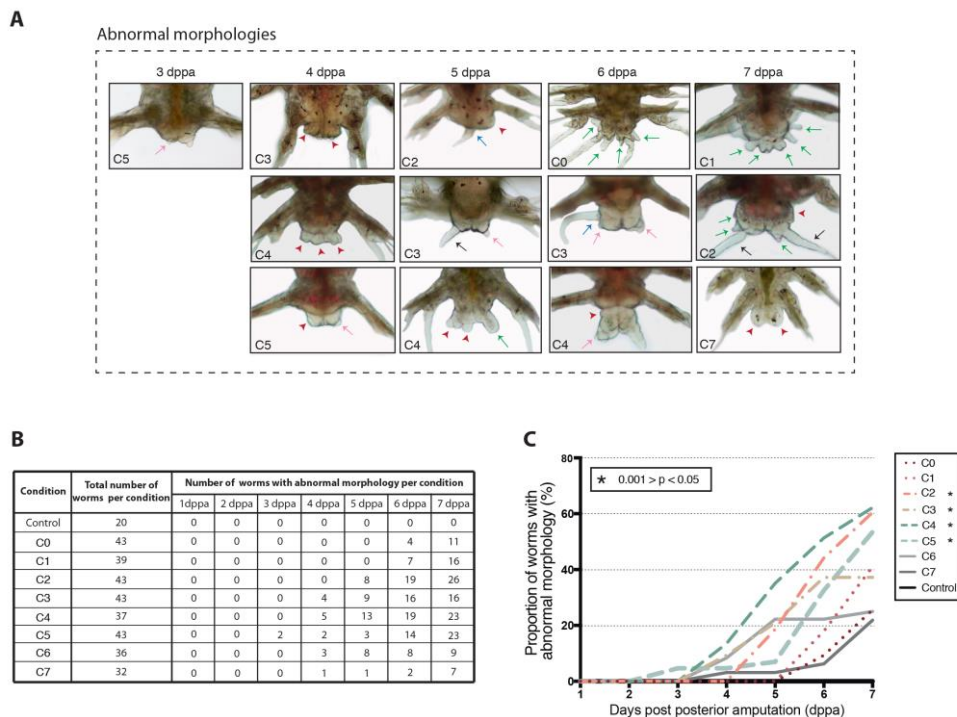 A
Abnormal morphologies
3 dppa 4 dppa 5 dppa 6 dppa 7 dppa
C5 C3 C2 C0 C1
C4 C3 C3 C2
C5 C4 C4 C7
B
Condition Total number of worms per condition Number of worms with abnormal morphology per condition
1dppa 2 dppa 3 dppa 4 dppa 5 dppa 6 dppa 7 dppa
Control 20 0 0 0 0 0 0 0
C0 43 0 0 0 0 0 4 11
C1 39 0 0 0 0 0 7 16
C2 43 0 0 0 0 8 19 26
C3 43 0 0 0 4 9 16 16
C4 37 0 0 0 5 13 19 23
C5 43 0 0 2 2 3 14 23
C6 36 0 0 0 3 8 8 9
C7 32 0 0 0 1 1 2 7
C
Proportion of worms with
abnormal morphology (%)
80
60
40
20
0
* 0.001 > p < 0.05
1 2 3 4 5 6 7
Days post posterior amputation (dppa)
C0
C1
C2 *
C3 *
C4 *
C5 *
C6
C7
Control